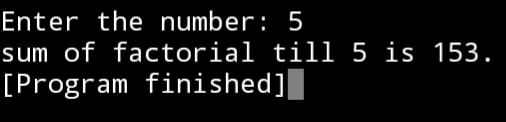 Enter the number: 5
sum of factorial till 5 is 153.
[Program finished]